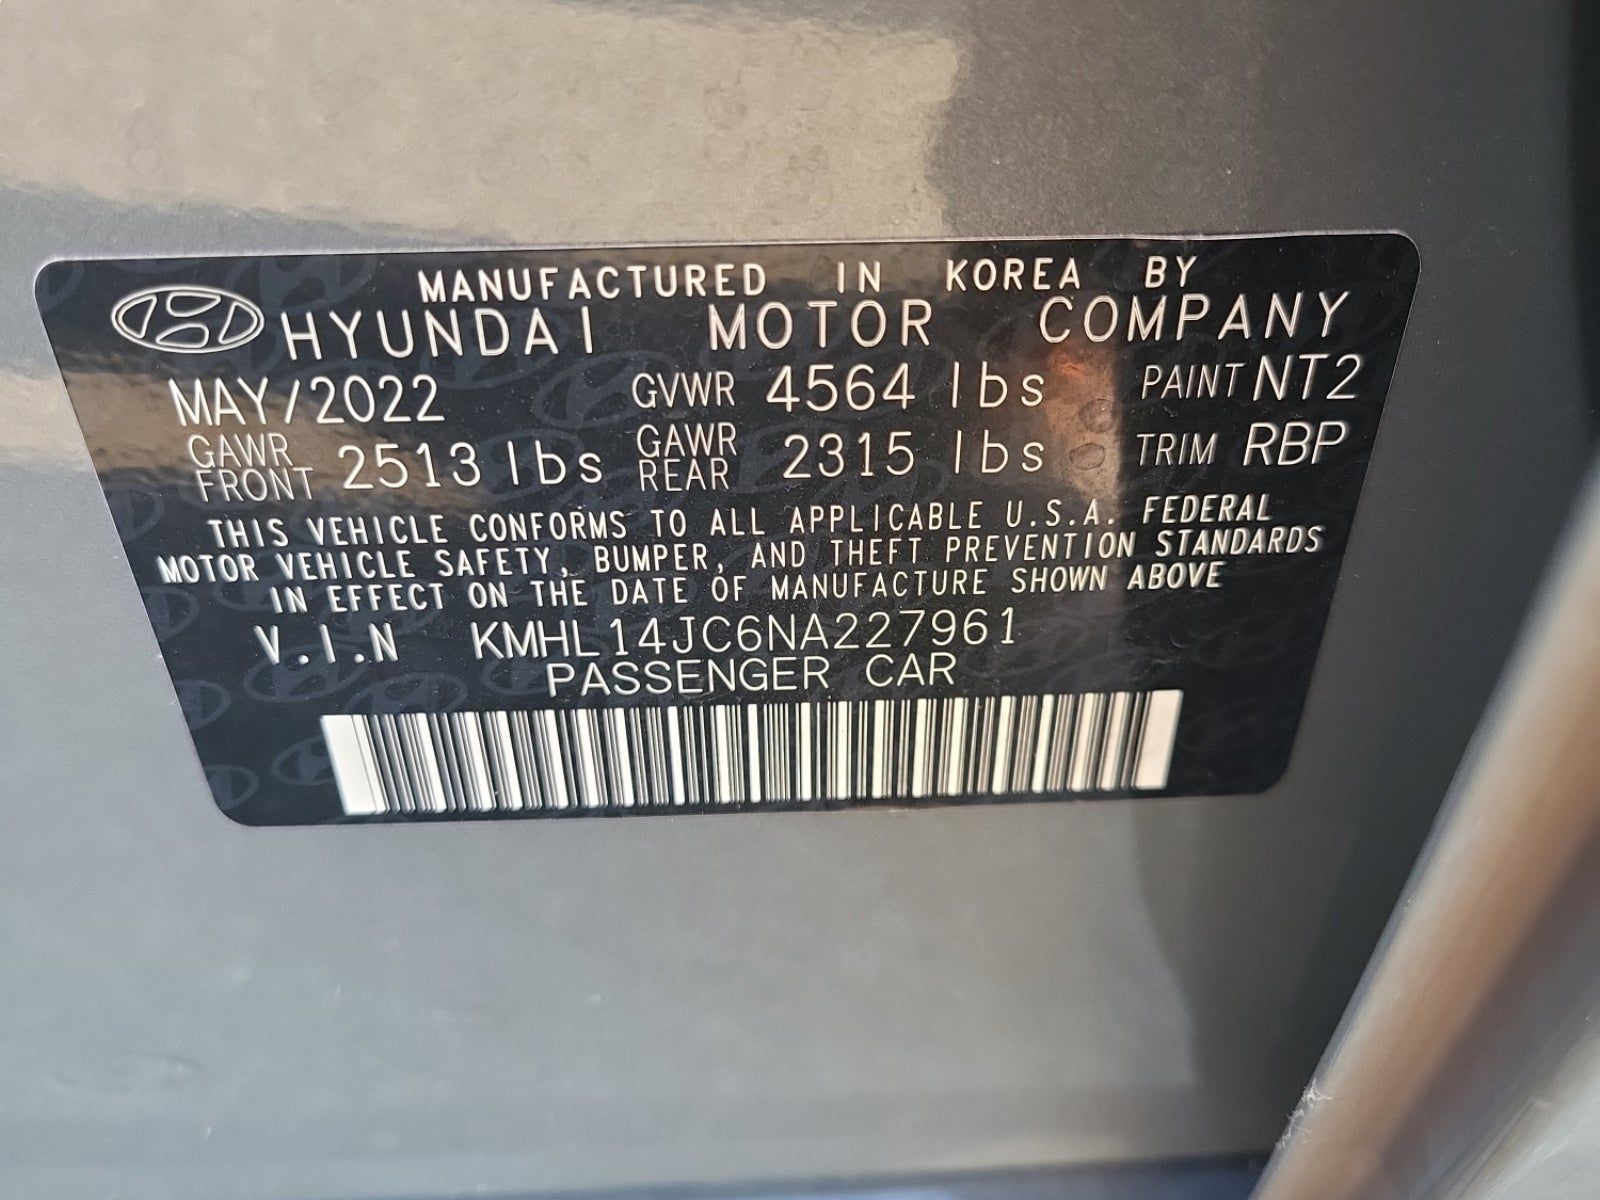 MANUFACTURED IN KOREA BY
HYUNDAI MOTOR COMPANY
MAY/2022 GVWR 4564 lbs PAINT NT2
GAWR FRONT 2513 lbs GAWR REAR 2315 lbs TRIM RBP
THIS VEHICLE CONFORMS TO ALL APPLICABLE U.S.A. FEDERAL
MOTOR VEHICLE SAFETY, BUMPER, AND THEFT PREVENTION STANDARDS
IN EFFECT ON THE DATE OF MANUFACTURE SHOWN ABOVE
V.I.N KMHL14JC6NA227961
PASSENGER CAR